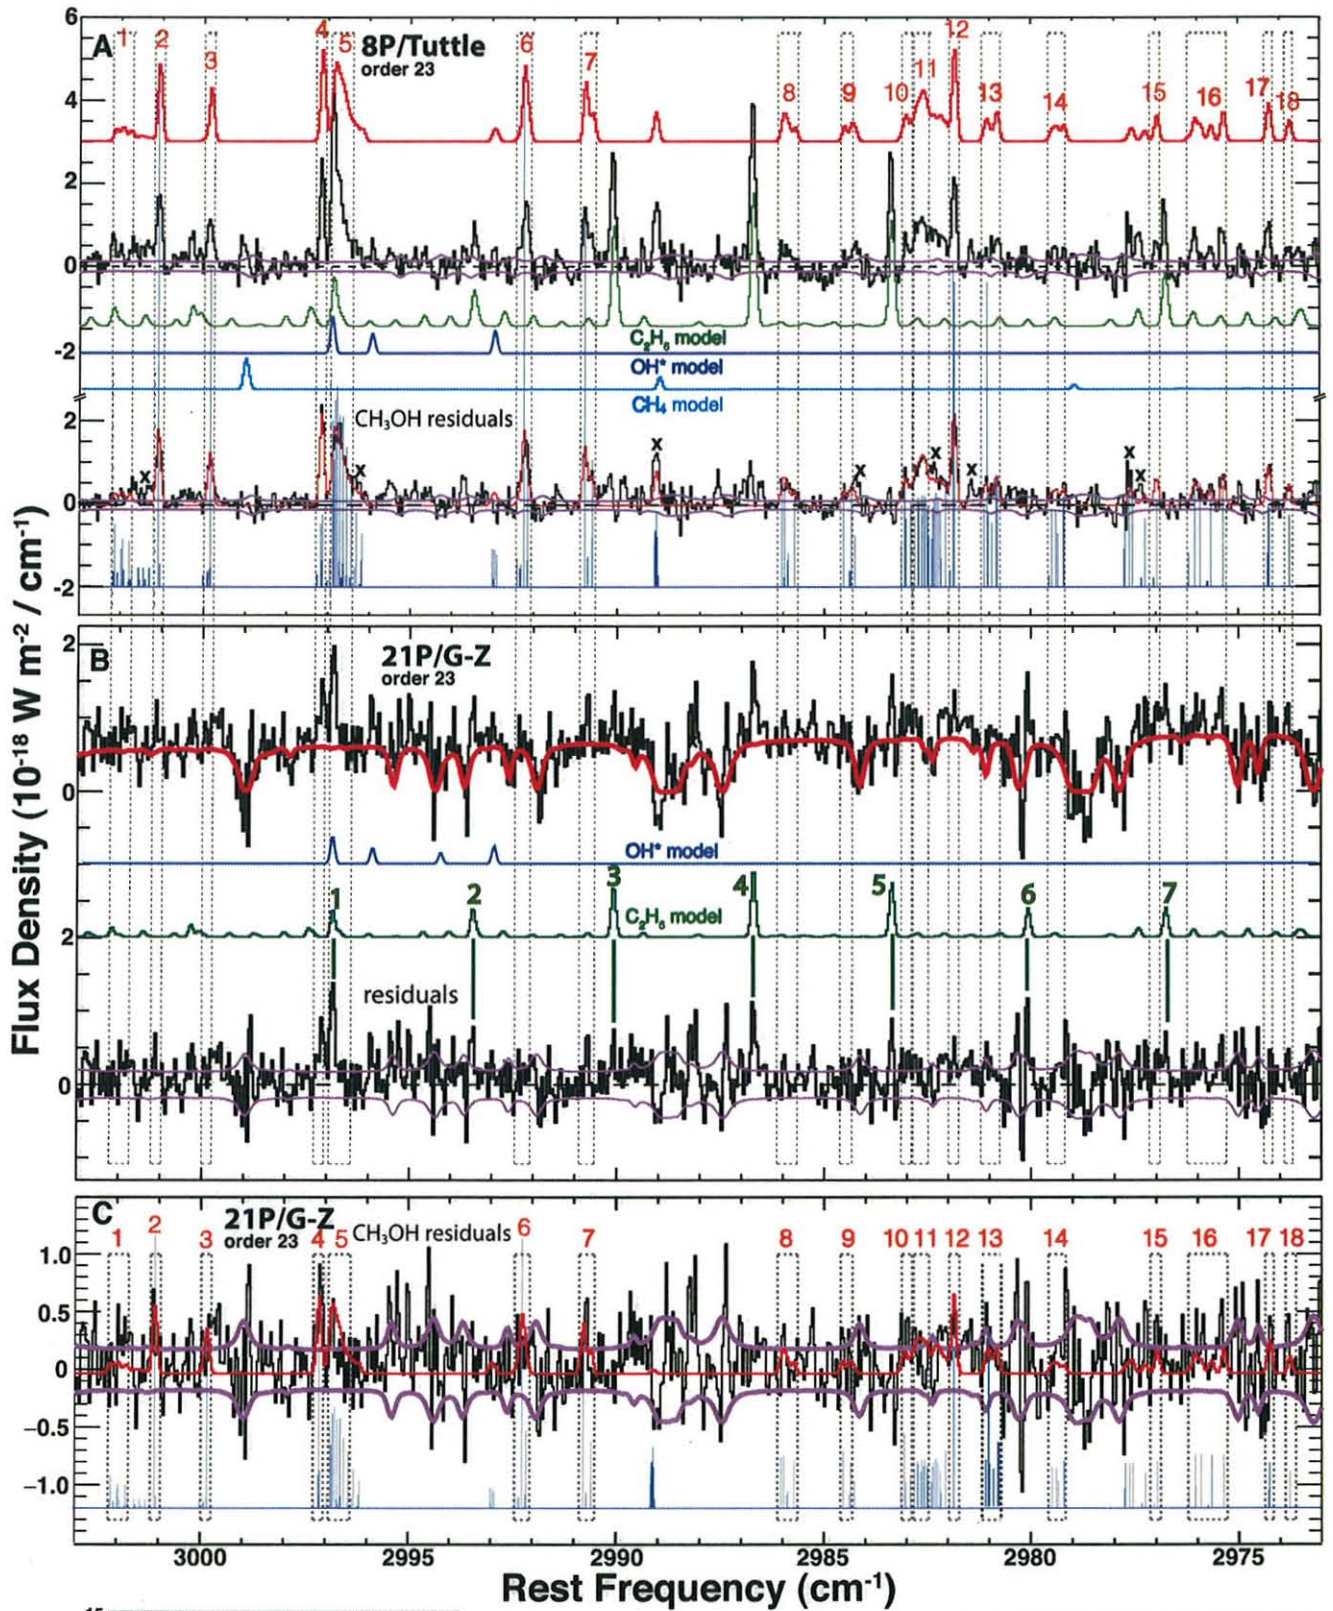 Flux Density (10-18 W m-2 / cm-1)
6
4
2
0
-2
2
0
-2
A
8P/Tuttle
order 23
1 2 3 4 5 6 7 8 9 10 11 12 13 14 15 16 17 18
C2H6 model
OH* model
CH4 model
CH3OH residuals
x x x x x x x x
B
21P/G-Z
order 23
2
0
OH* model
1 2 3 4 5 6 7
C2H6 model
2
residuals
0
C
21P/G-Z
order 23
CH3OH residuals
1 2 3 4 5 6 7 8 9 10 11 12 13 14 15 16 17 18
1.0
0.5
0
−0.5
−1.0
3000 2995 2990 2985 2980 2975
Rest Frequency (cm-1)
15